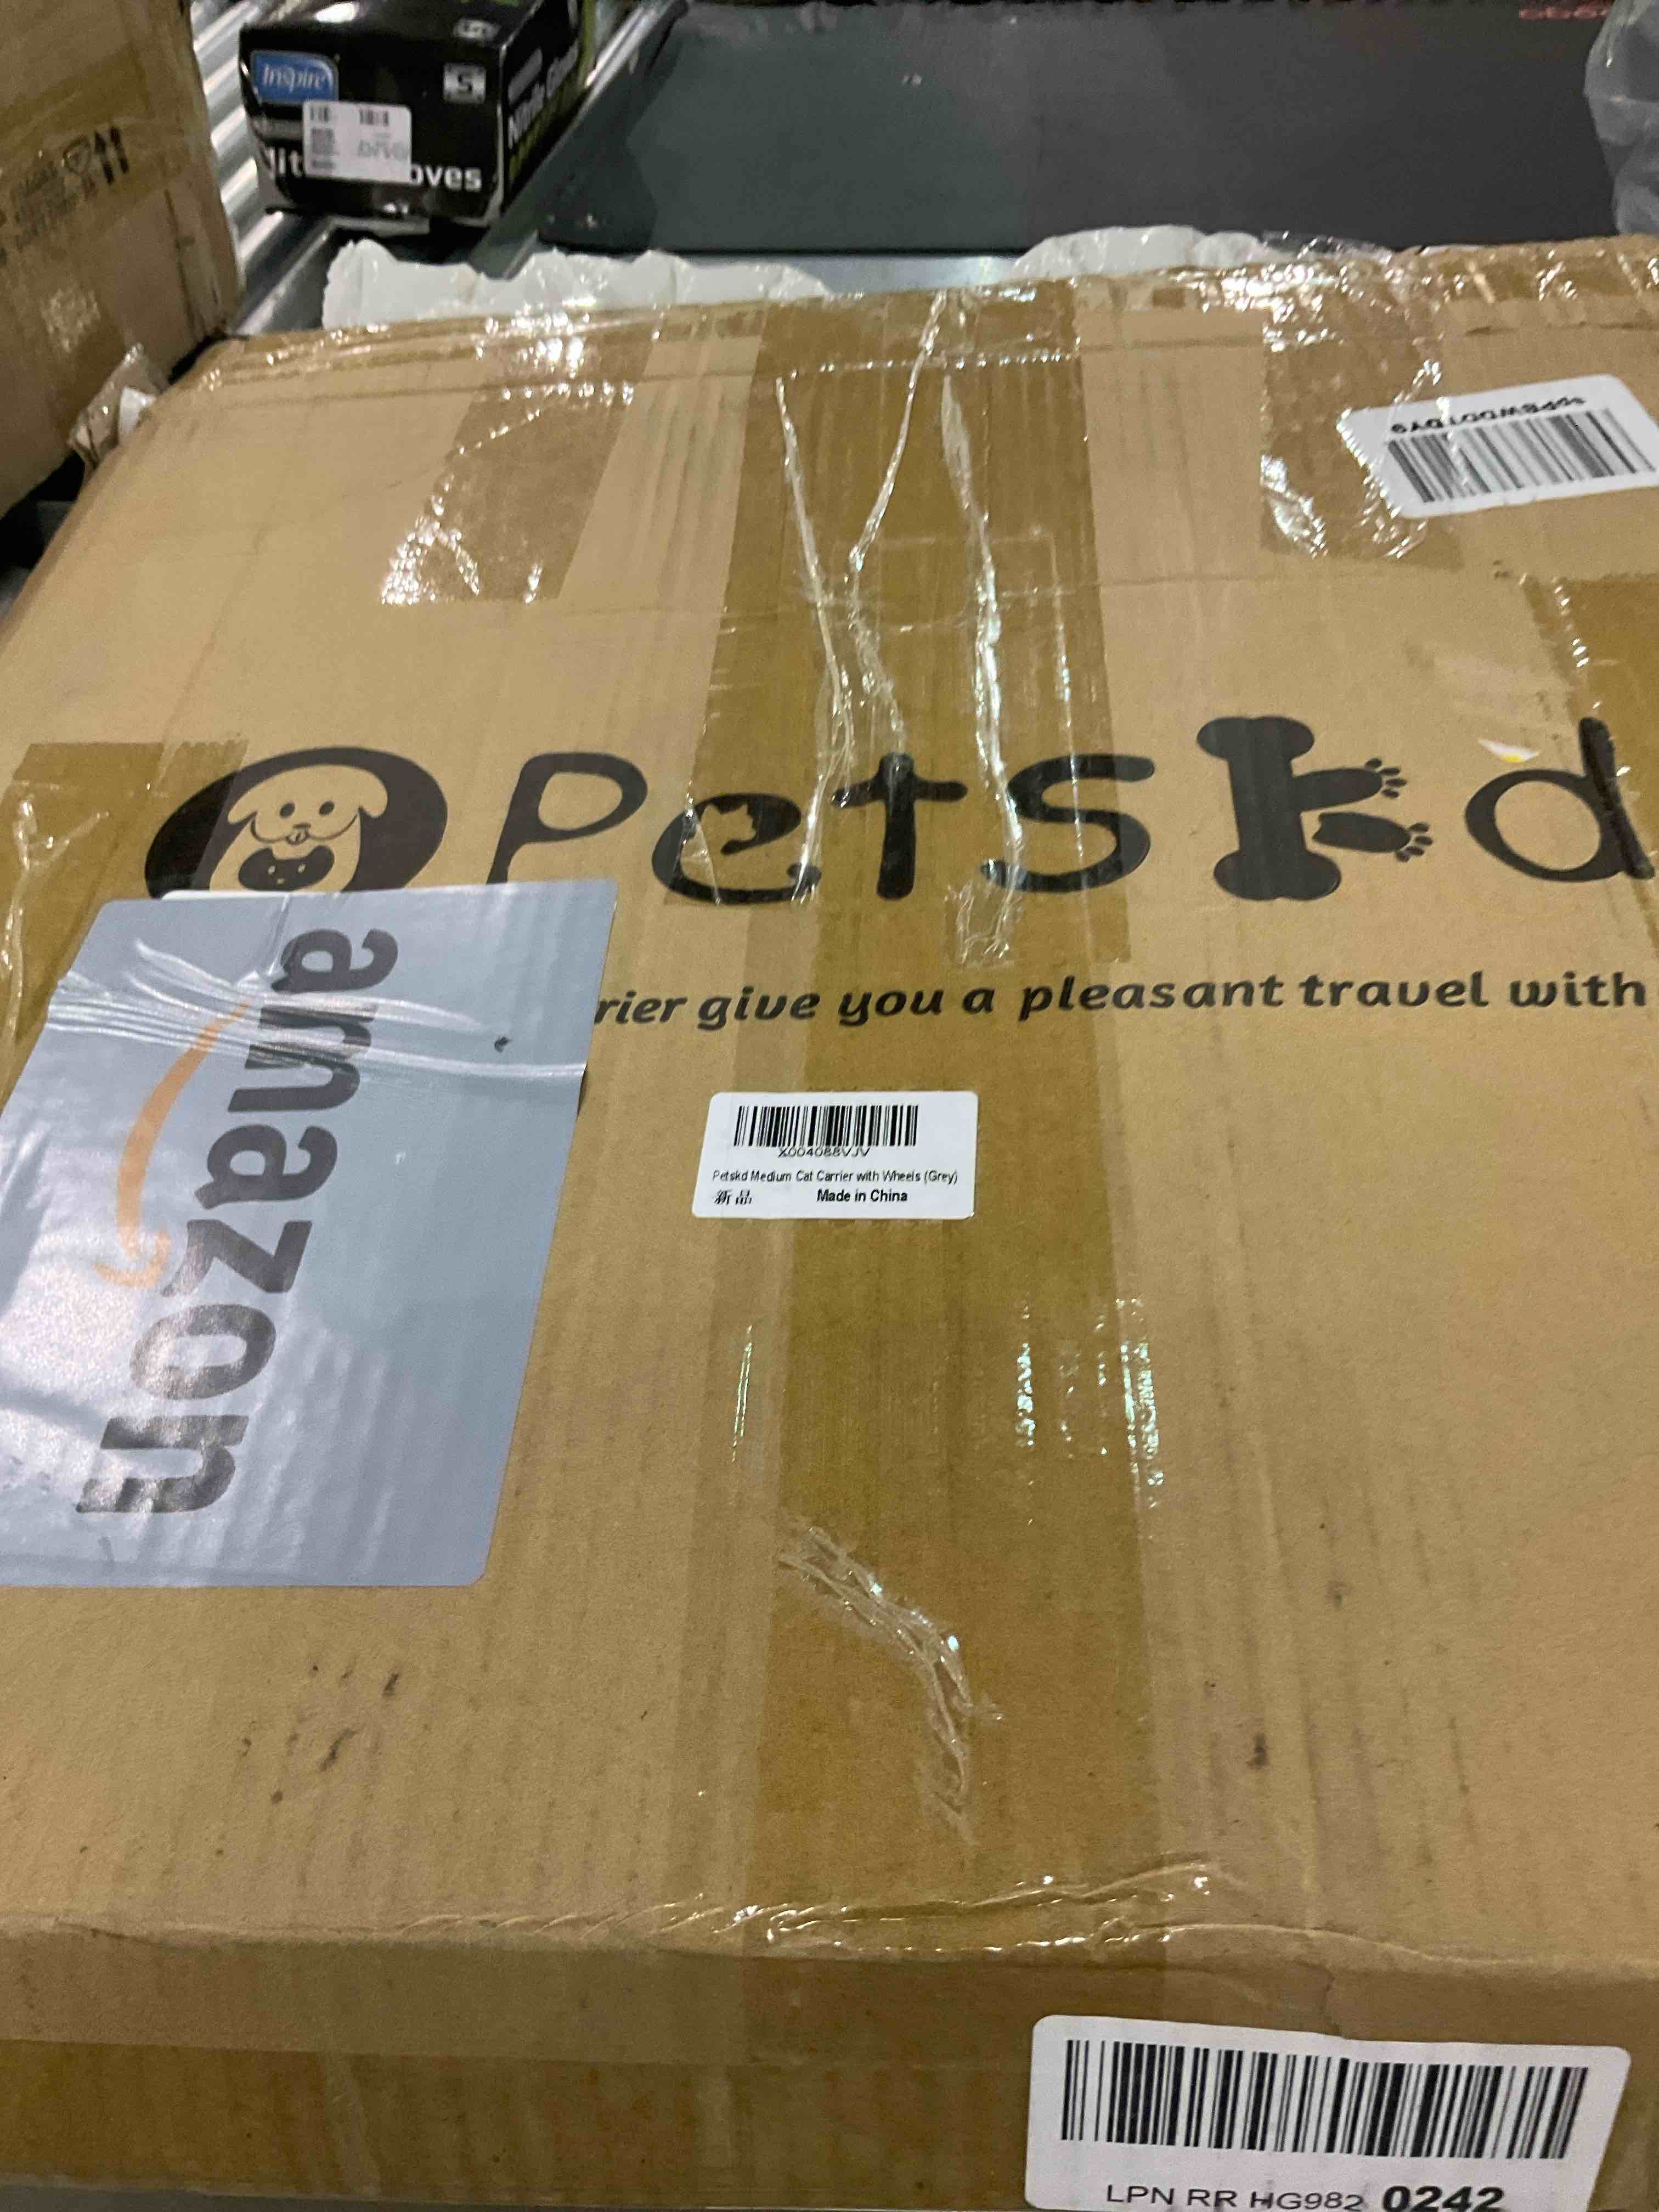 Inspire
S
oves
Petskd
rier give you a pleasant travel with
amazon
X004088VJV
Petskd Medium Cat Carrier with Wheels (Grey)
新品 Made in China
LPN RR HG982 0242